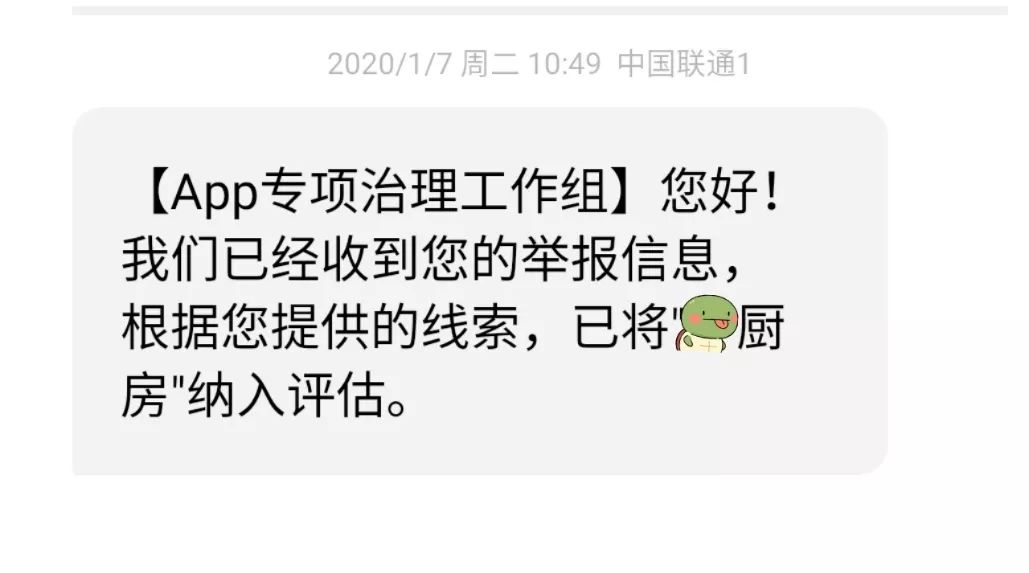 2020/1/7 周二 10:49 中国联通1
【App专项治理工作组】您好！
我们已经收到您的举报信息，
根据您提供的线索，已将"厨
房"纳入评估。